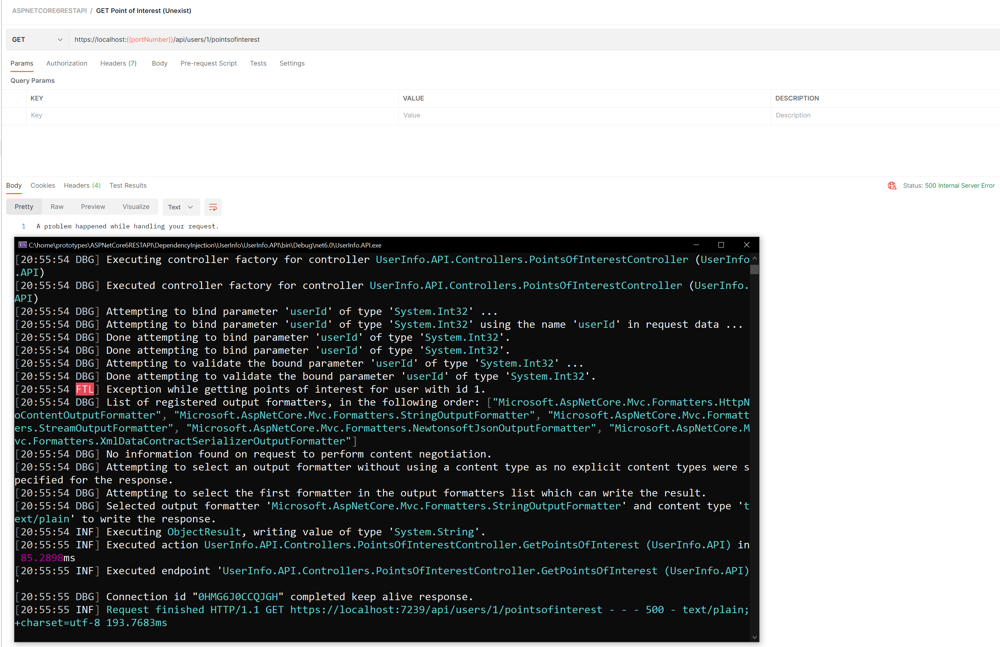 ASPNETCORE6RESTAPI / GET Point of Interest (Unexist)
GET https://localhost:{{portNumber}}/api/users/1/pointsofinterest
Params Authorization Headers (7) Body Pre-request Script Tests Settings
Query Params
KEY VALUE DESCRIPTION
Key Value Description
Body Cookies Headers (4) Test Results Status: 500 Internal Server Error
Pretty Raw Preview Visualize Text
1 A problem happened while handling your request.
C:\home\prototypes\ASPNetCore6RESTAPI\DependencyInjection\UserInfo\UserInfo.API\bin\Debug\net6.0\UserInfo.API.exe
[20:55:54 DBG] Executing controller factory for controller UserInfo.API.Controllers.PointsOfInterestController (UserInfo
.API)
[20:55:54 DBG] Executed controller factory for controller UserInfo.API.Controllers.PointsOfInterestController (UserInfo.
API)
[20:55:54 DBG] Attempting to bind parameter 'userId' of type 'System.Int32' ...
[20:55:54 DBG] Attempting to bind parameter 'userId' of type 'System.Int32' using the name 'userId' in request data ...
[20:55:54 DBG] Done attempting to bind parameter 'userId' of type 'System.Int32'.
[20:55:54 DBG] Done attempting to bind parameter 'userId' of type 'System.Int32'.
[20:55:54 DBG] Attempting to validate the bound parameter 'userId' of type 'System.Int32' ...
[20:55:54 DBG] Done attempting to validate the bound parameter 'userId' of type 'System.Int32'.
[20:55:54 FTL] Exception while getting points of interest for user with id 1.
[20:55:54 DBG] List of registered output formatters, in the following order: ["Microsoft.AspNetCore.Mvc.Formatters.HttpN
oContentOutputFormatter", "Microsoft.AspNetCore.Mvc.Formatters.StringOutputFormatter", "Microsoft.AspNetCore.Mvc.Formatt
ers.StreamOutputFormatter", "Microsoft.AspNetCore.Mvc.Formatters.NewtonsoftJsonOutputFormatter", "Microsoft.AspNetCore.M
vc.Formatters.XmlDataContractSerializerOutputFormatter"]
[20:55:54 DBG] No information found on request to perform content negotiation.
[20:55:54 DBG] Attempting to select an output formatter without using a content type as no explicit content types were s
pecified for the response.
[20:55:54 DBG] Attempting to select the first formatter in the output formatters list which can write the result.
[20:55:54 DBG] Selected output formatter 'Microsoft.AspNetCore.Mvc.Formatters.StringOutputFormatter' and content type 't
ext/plain' to write the response.
[20:55:54 INF] Executing ObjectResult, writing value of type 'System.String'.
[20:55:55 INF] Executed action UserInfo.API.Controllers.PointsOfInterestController.GetPointsOfInterest (UserInfo.API) in
85.2898ms
[20:55:55 INF] Executed endpoint 'UserInfo.API.Controllers.PointsOfInterestController.GetPointsOfInterest (UserInfo.API)
'
[20:55:55 DBG] Connection id "0HMG6J0CCQJGH" completed keep alive response.
[20:55:55 INF] Request finished HTTP/1.1 GET https://localhost:7239/api/users/1/pointsofinterest - - - 500 - text/plain;
+charset=utf-8 193.7683ms